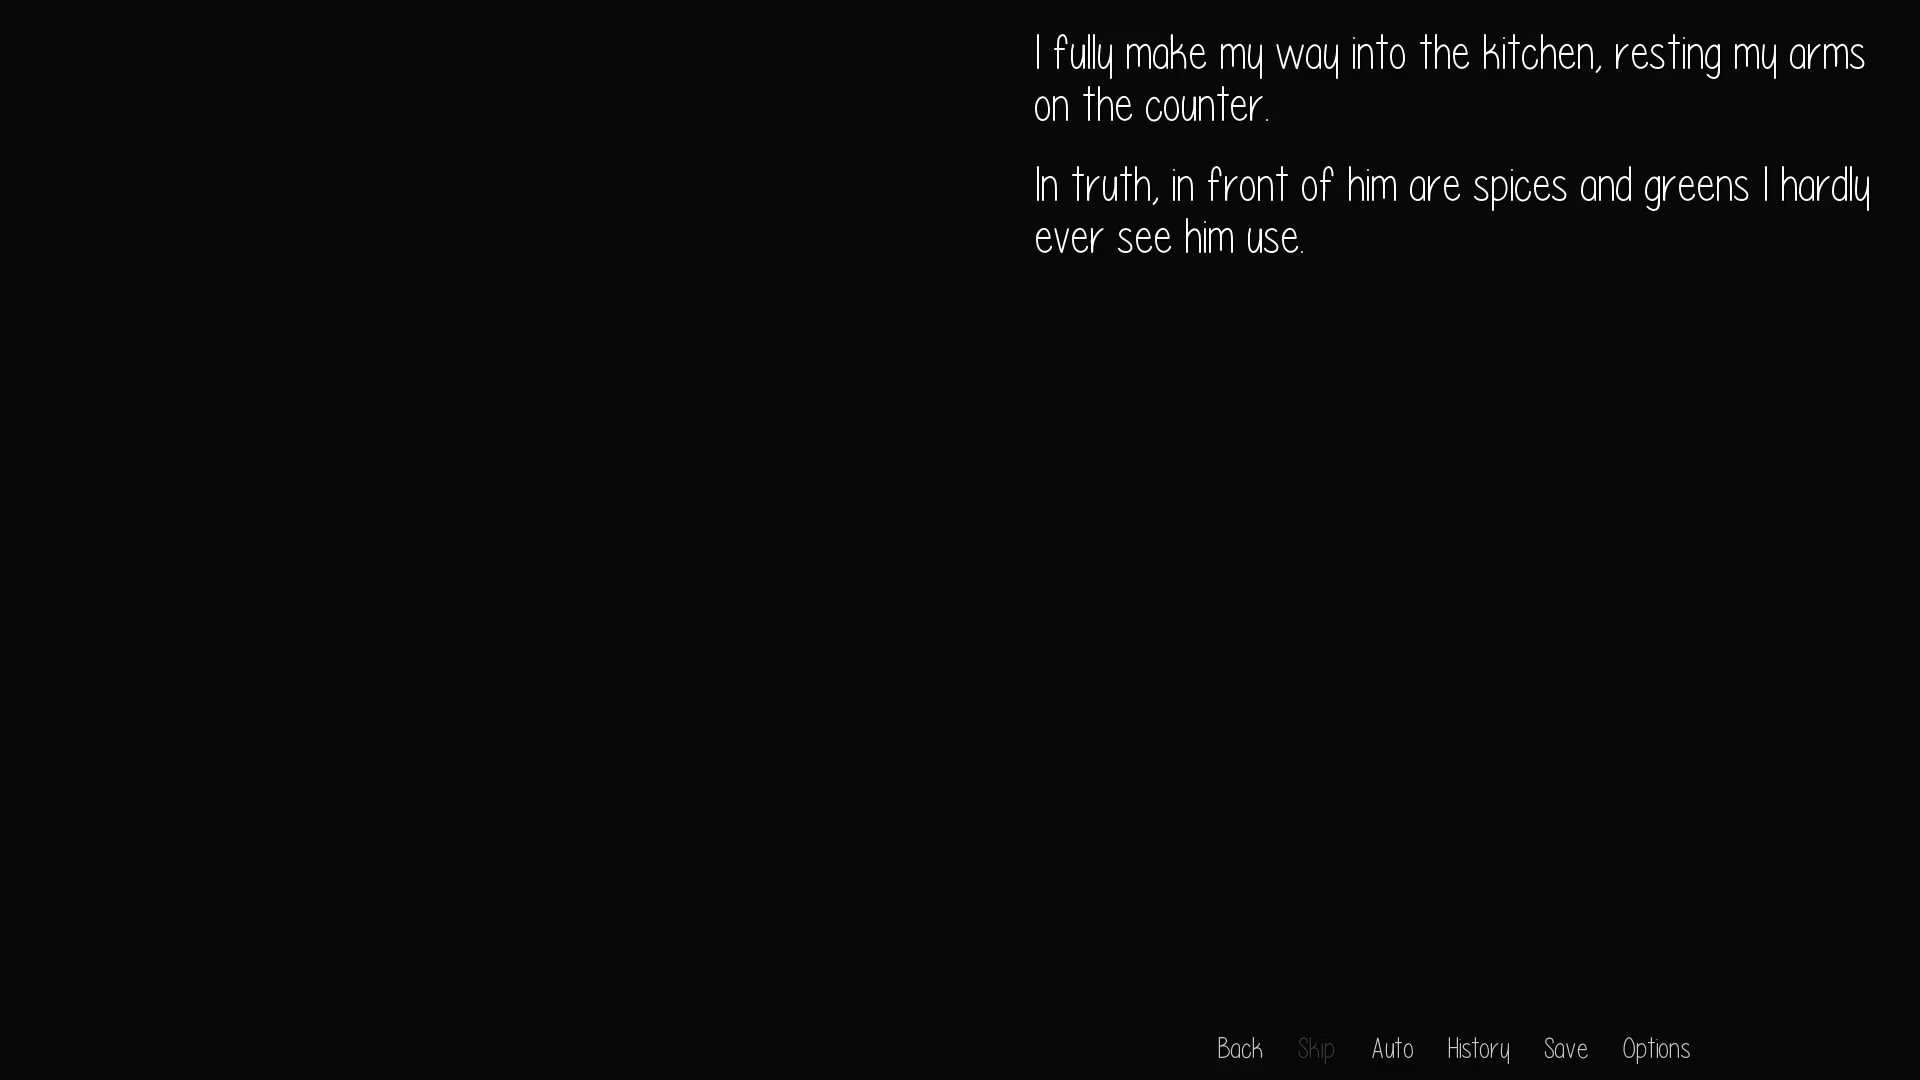 I fully make my way into the kitchen, resting my arms
on the counter.
In truth, in front of him are spices and greens I hardly
ever see him use.
Back Skip Auto History Save Options